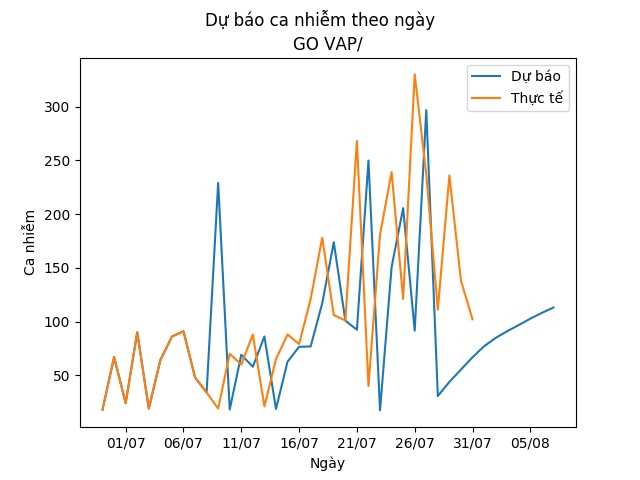 Dự báo ca nhiễm theo ngày
GO VAP/
Dự báo
Thực tế
300
250
200
150
100
50
Ca nhiễm
01/07
06/07
11/07
16/07
21/07
26/07
31/07
05/08
Ngày